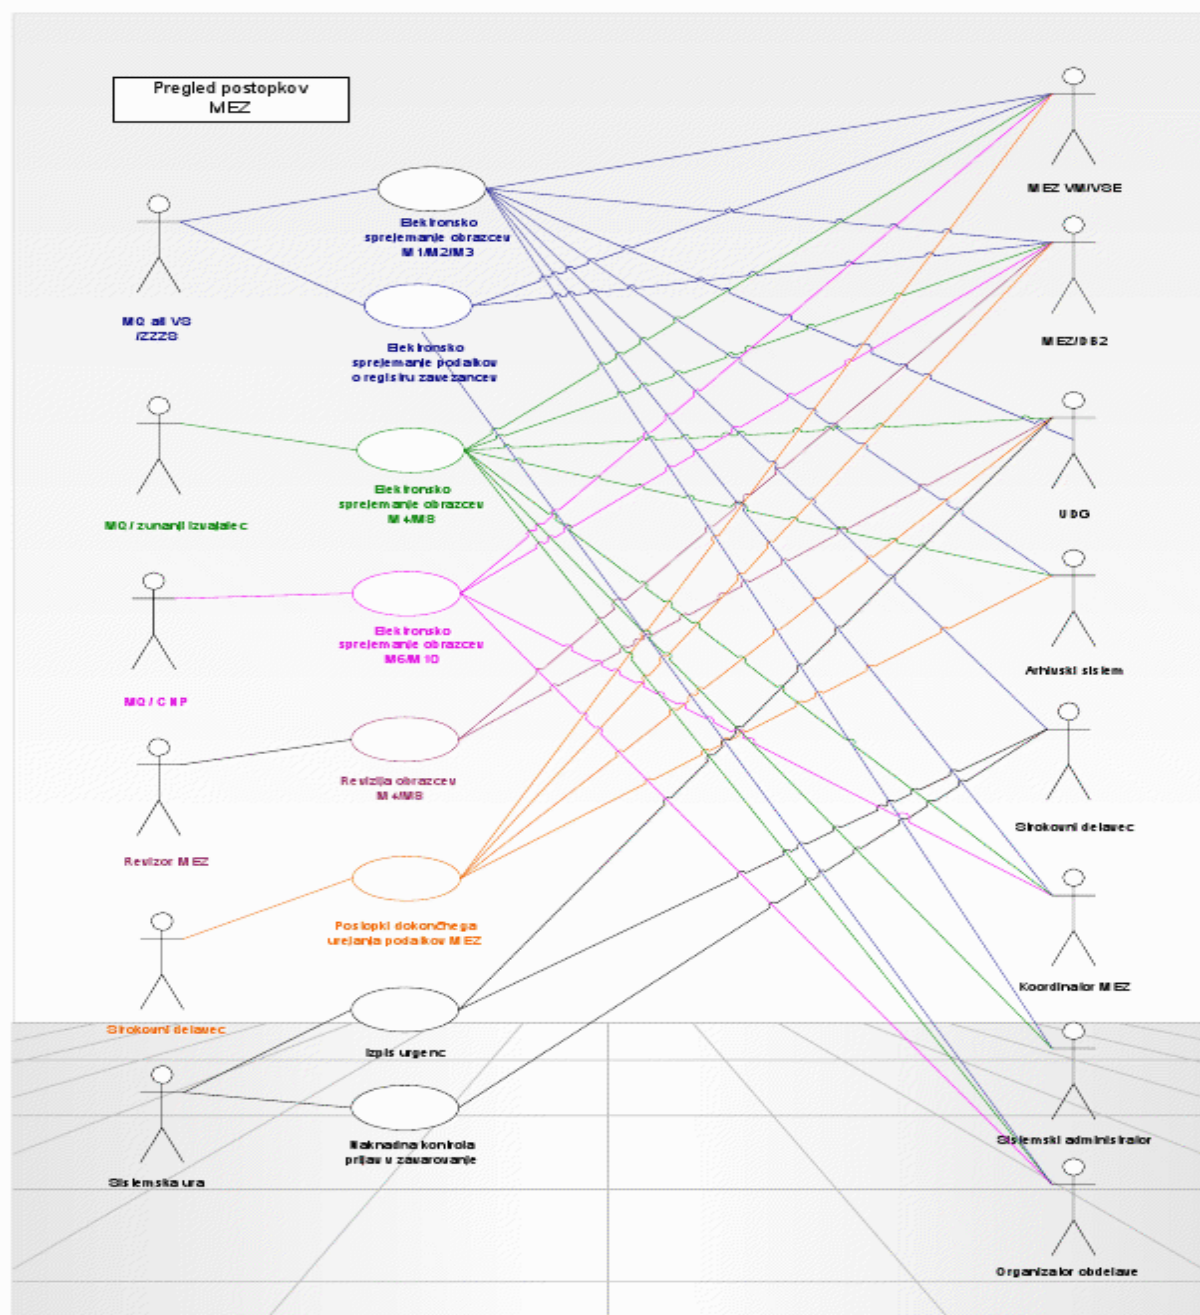 Pregled postopkov
MEZ
MEZ VM/VSE
Elektronsko
sprejemanje obrazcev
M1/M2/M3
MQ ali VS
/ZZZS
MEZ/DB2
Elektronsko
sprejemanje podatkov
o registru zavezancev
Elektronsko
sprejemanje obrazcev
M4/M8
MQ / zunanji izvajalec
UDG
Elektronsko
sprejemanje obrazcev
M6/M10
Arhivski sistem
MQ / CNP
Revizija obrazcev
M4/M8
Strokovni delavec
Revizor MEZ
Postopki dokončnega
urejanja podatkov MEZ
Koordinator MEZ
Strokovni delavec
Izpis urgenc
Sistemski administrator
Naknadna kontrola
prijav v zavarovanje
Sistemska ura
Organizator obdelave